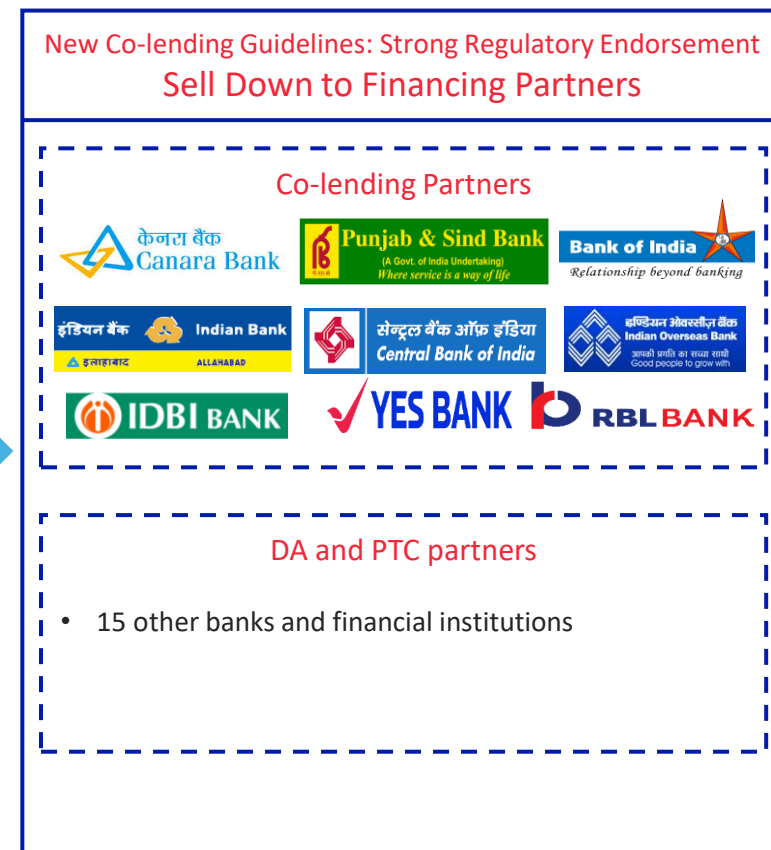 New Co-lending Guidelines: Strong Regulatory Endorsement
Sell Down to Financing Partners
Co-lending Partners
केनरा बैंक
Canara Bank
Punjab & Sind Bank
(A Govt. of India Undertaking)
Where service is a way of life
Bank of India
Relationship beyond banking
इंडियन बैंक
Indian Bank
इलाहाबाद
ALLAHABAD
सेन्ट्रल बैंक ऑफ़ इंडिया
Central Bank of India
इण्डियन ओवरसीज़ बैंक
Indian Overseas Bank
आपकी प्रगति का सच्चा साथी
Good people to grow with
IDBI BANK
YES BANK
RBL BANK
DA and PTC partners
• 15 other banks and financial institutions